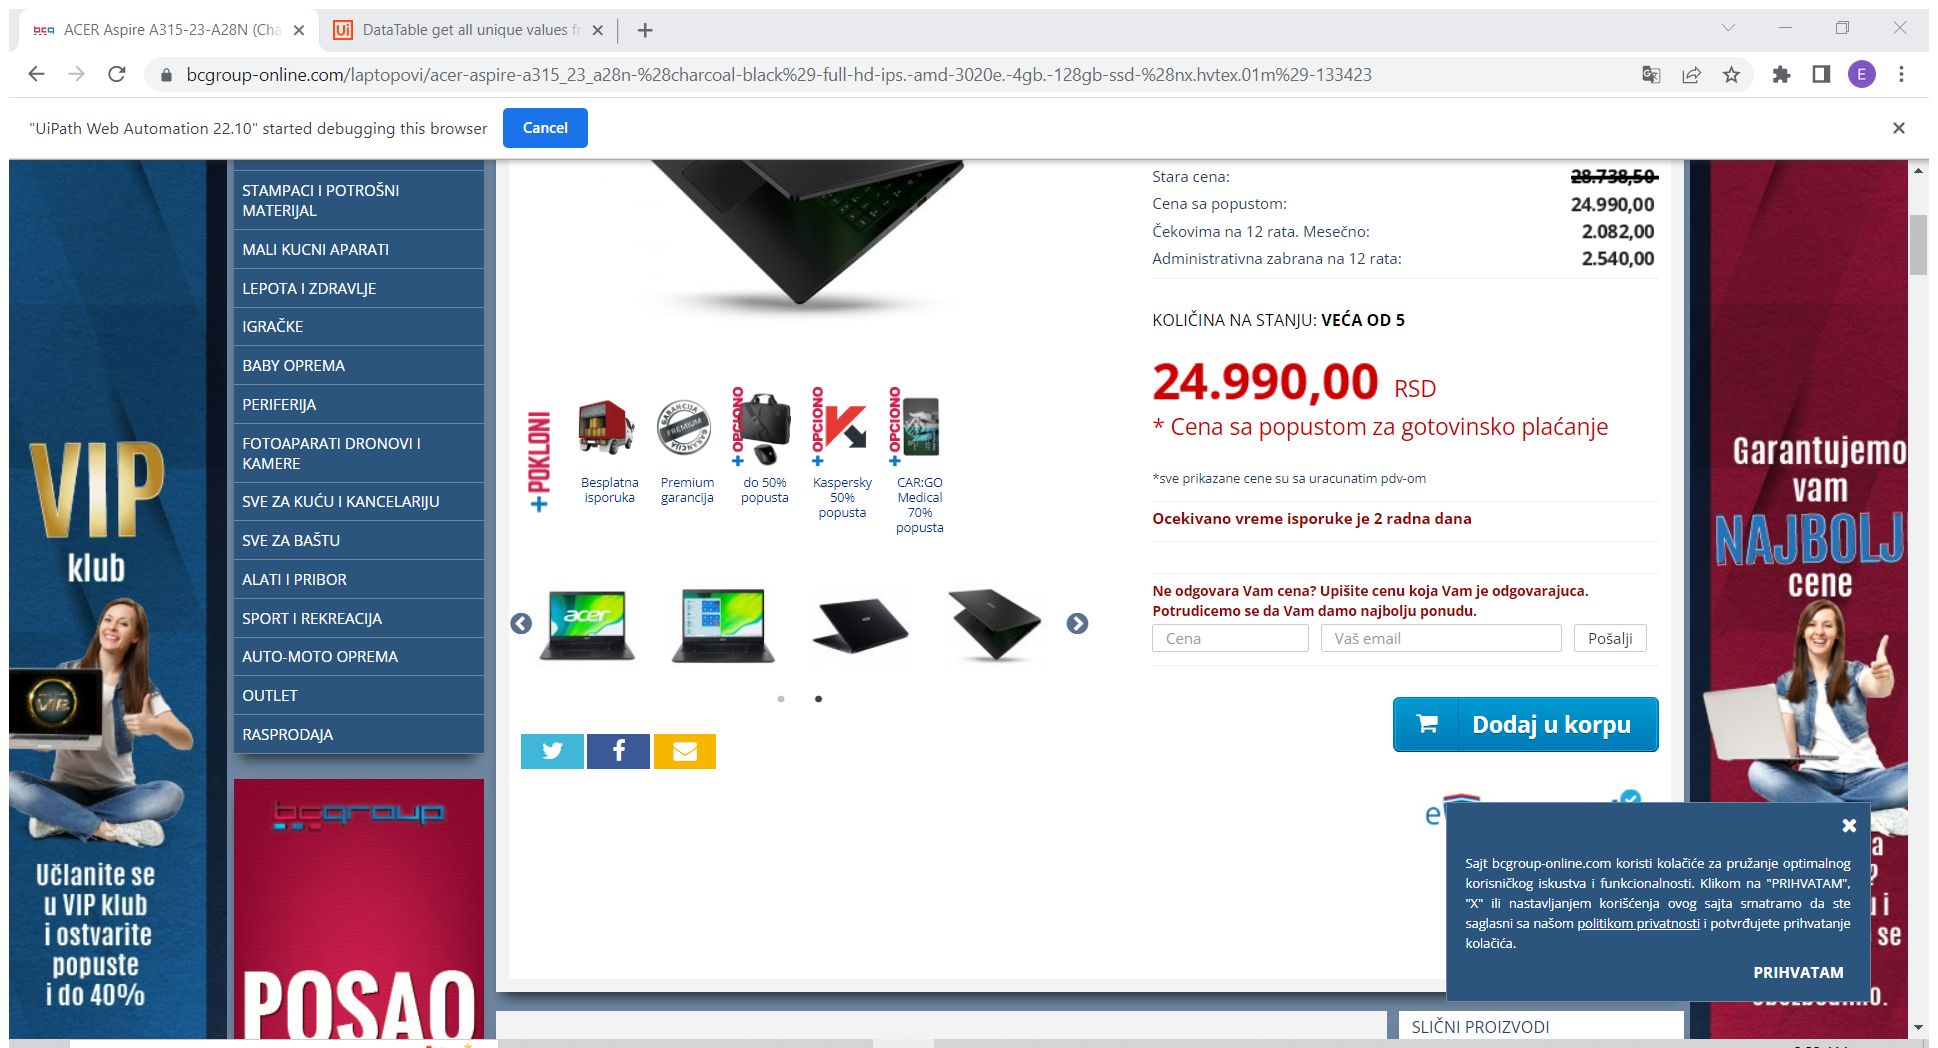 ACER Aspire A315-23-A28N (Cha
DataTable get all unique values fr
bcgroup-online.com/laptopovi/acer-aspire-a315_23_a28n-%28charcoal-black%29-full-hd-ips.-amd-3020e.-4gb.-128gb-ssd-%28nx.hvtex.01m%29-133423
E
"UiPath Web Automation 22.10" started debugging this browser
Cancel
VIP
klub
VIP
Učlanite se
u VIP klub
i ostvarite
popuste
i do 40%
STAMPACI I POTROŠNI
MATERIJAL
MALI KUCNI APARATI
LEPOTA I ZDRAVLJE
IGRAČKE
BABY OPREMA
PERIFERIJA
FOTOAPARATI DRONOVI I
KAMERE
SVE ZA KUĆU I KANCELARIJU
SVE ZA BAŠTU
ALATI I PRIBOR
SPORT I REKREACIJA
AUTO-MOTO OPREMA
OUTLET
RASPRODAJA
bcgroup
POSAO
+ POKLONI
Besplatna
isporuka
GARANCIJA
PREMIUM
GARANCIJA
Premium
garancija
+ OPCIONO
do 50%
popusta
+ OPCIONO
Kaspersky
50%
popusta
+ OPCIONO
CAR:GO
Medical
70%
popusta
acer
Stara cena: 28.738,50
Cena sa popustom: 24.990,00
Čekovima na 12 rata. Mesečno: 2.082,00
Administrativna zabrana na 12 rata: 2.540,00
KOLIČINA NA STANJU: VEĆA OD 5
24.990,00 RSD
* Cena sa popustom za gotovinsko plaćanje
*sve prikazane cene su sa uracunatim pdv-om
Ocekivano vreme isporuke je 2 radna dana
Ne odgovara Vam cena? Upišite cenu koja Vam je odgovarajuca.
Potrudicemo se da Vam damo najbolju ponudu.
Cena
Vaš email
Pošalji
Dodaj u korpu
Sajt bcgroup-online.com koristi kolačiće za pružanje optimalnog
korisničkog iskustva i funkcionalnosti. Klikom na "PRIHVATAM",
"X" ili nastavljanjem korišćenja ovog sajta smatramo da ste
saglasni sa našom politikom privatnosti i potvrđujete prihvatanje
kolačića.
PRIHVATAM
SLIČNI PROIZVODI
Garantujemo
vam
NAJBOLJ
cene
se